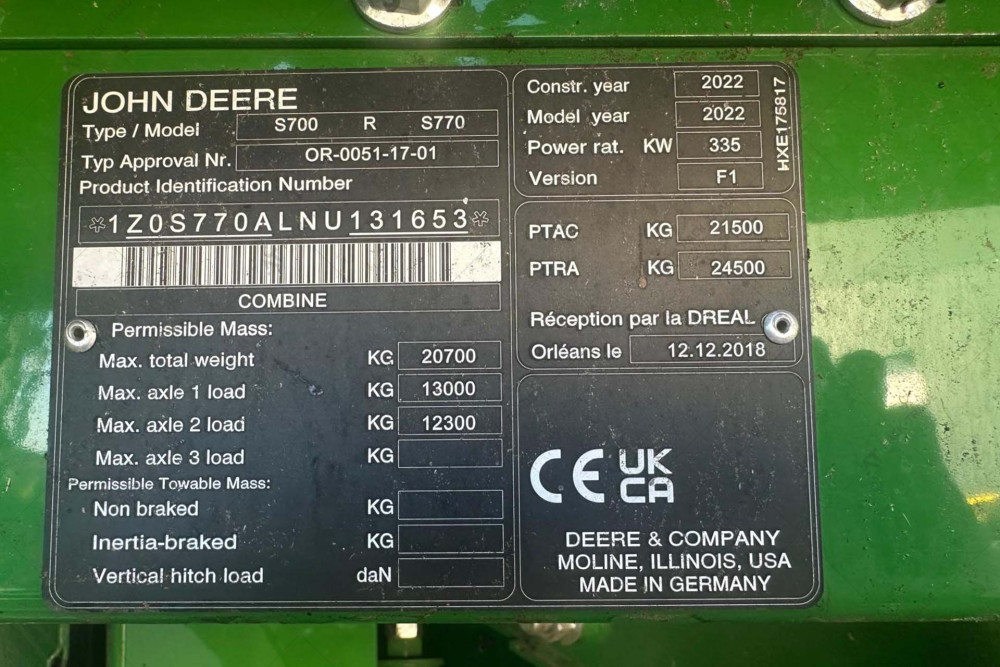 JOHN DEERE
Type / Model S700 R S770
Typ Approval Nr. OR-0051-17-01
Product Identification Number
*1Z0S770ALNU131653*
COMBINE
Permissible Mass:
Max. total weight KG 20700
Max. axle 1 load KG 13000
Max. axle 2 load KG 12300
Max. axle 3 load KG
Permissible Towable Mass:
Non braked KG
Inertia-braked KG
Vertical hitch load daN
Constr. year 2022
Model year 2022
Power rat. KW 335
Version F1
HXE175817
PTAC KG 21500
PTRA KG 24500
Réception par la DREAL
Orléans le 12.12.2018
CE UK
CA
DEERE & COMPANY
MOLINE, ILLINOIS, USA
MADE IN GERMANY